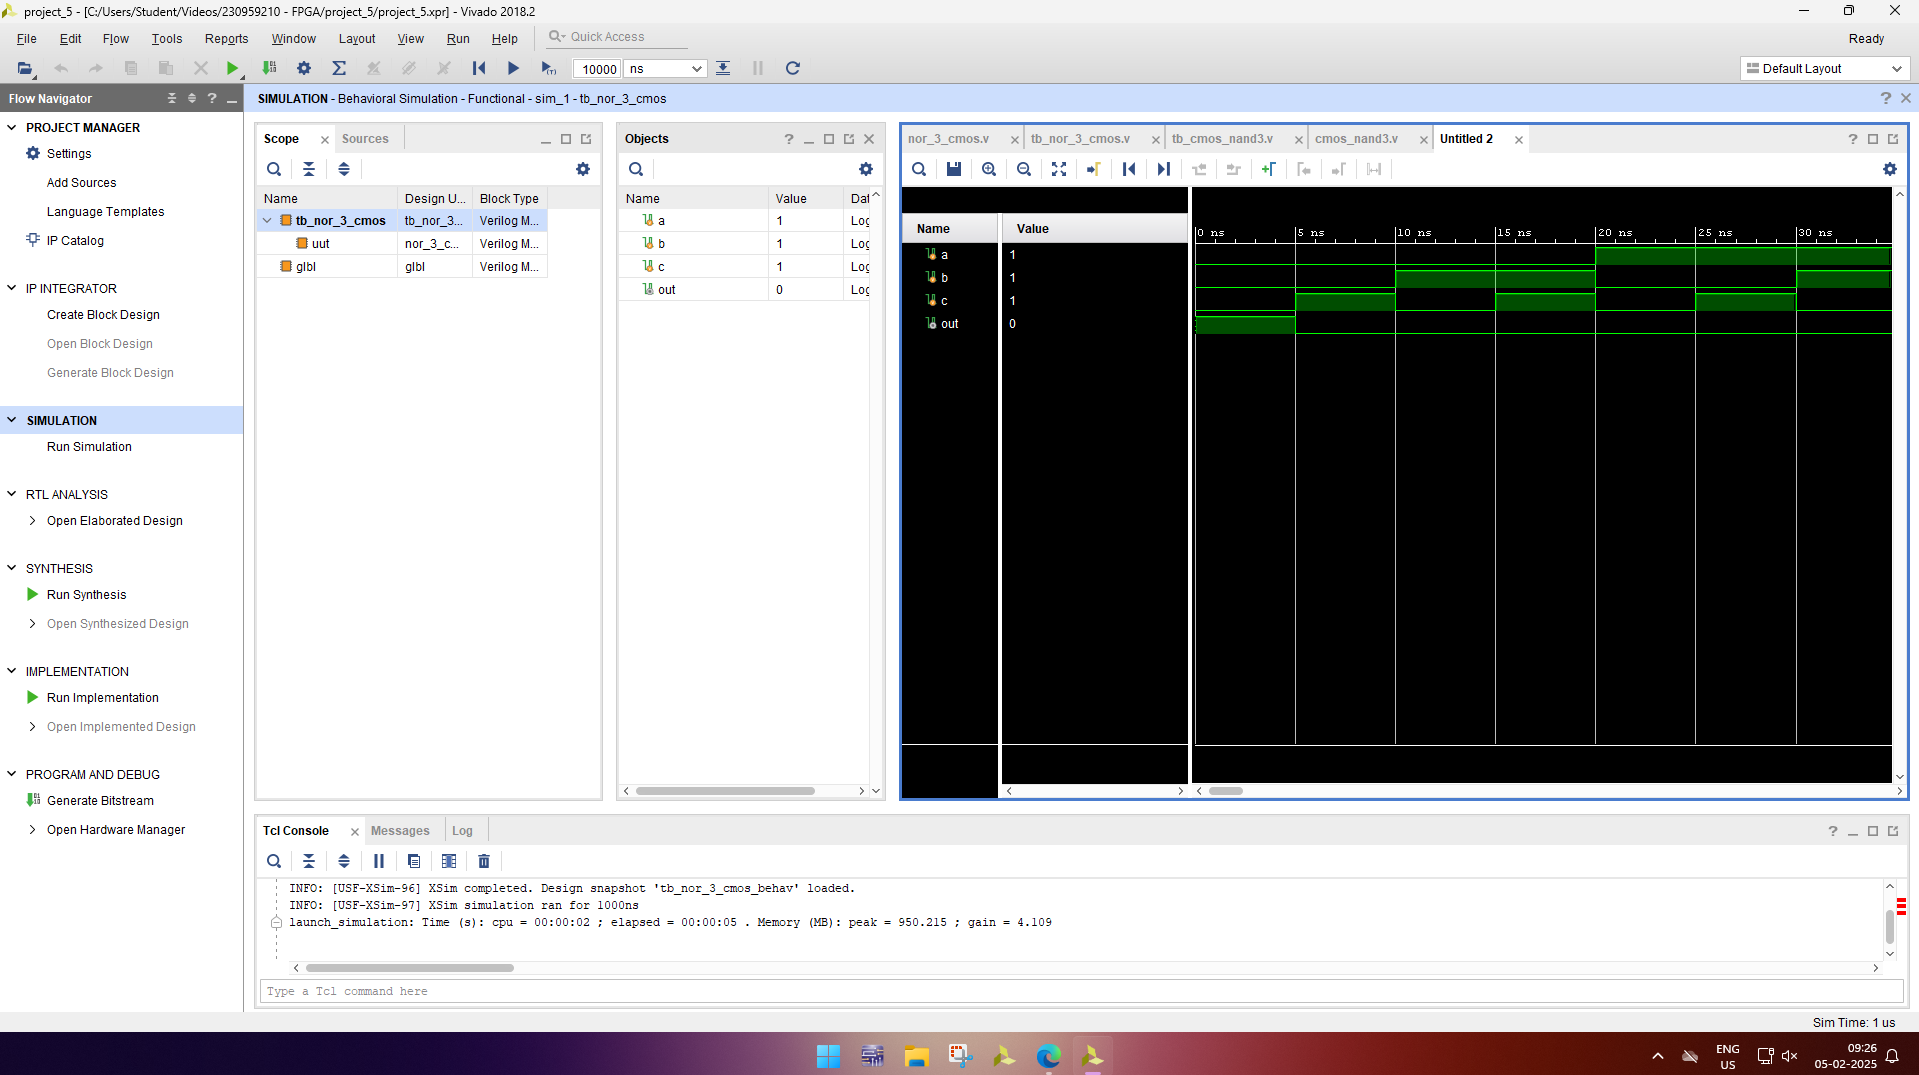 project_5 - [C:/Users/Student/Videos/230959210 - FPGA/project_5/project_5.xpr] - Vivado 2018.2
File Edit Flow Tools Reports Window Layout View Run Help Quick Access
Ready
10000 ns
Default Layout
Flow Navigator
SIMULATION - Behavioral Simulation - Functional - sim_1 - tb_nor_3_cmos
PROJECT MANAGER
Settings
Add Sources
Language Templates
IP Catalog
IP INTEGRATOR
Create Block Design
Open Block Design
Generate Block Design
SIMULATION
Run Simulation
RTL ANALYSIS
Open Elaborated Design
SYNTHESIS
Run Synthesis
Open Synthesized Design
IMPLEMENTATION
Run Implementation
Open Implemented Design
PROGRAM AND DEBUG
Generate Bitstream
Open Hardware Manager
Scope Sources
Name Design U... Block Type
tb_nor_3_cmos tb_nor_3... Verilog M...
uut nor_3_c... Verilog M...
glbl glbl Verilog M...
Objects
Name Value Dat
a 1 Log
b 1 Log
c 1 Log
out 0 Log
nor_3_cmos.v tb_nor_3_cmos.v tb_cmos_nand3.v cmos_nand3.v Untitled 2
Name Value
a 1
b 1
c 1
out 0
0 ns 5 ns 10 ns 15 ns 20 ns 25 ns 30 ns
Tcl Console Messages Log
INFO: [USF-XSim-96] XSim completed. Design snapshot 'tb_nor_3_cmos_behav' loaded.
INFO: [USF-XSim-97] XSim simulation ran for 1000ns
launch_simulation: Time (s): cpu = 00:00:02 ; elapsed = 00:00:05 . Memory (MB): peak = 950.215 ; gain = 4.109
Type a Tcl command here
Sim Time: 1 us
ENG
US
09:26
05-02-2025